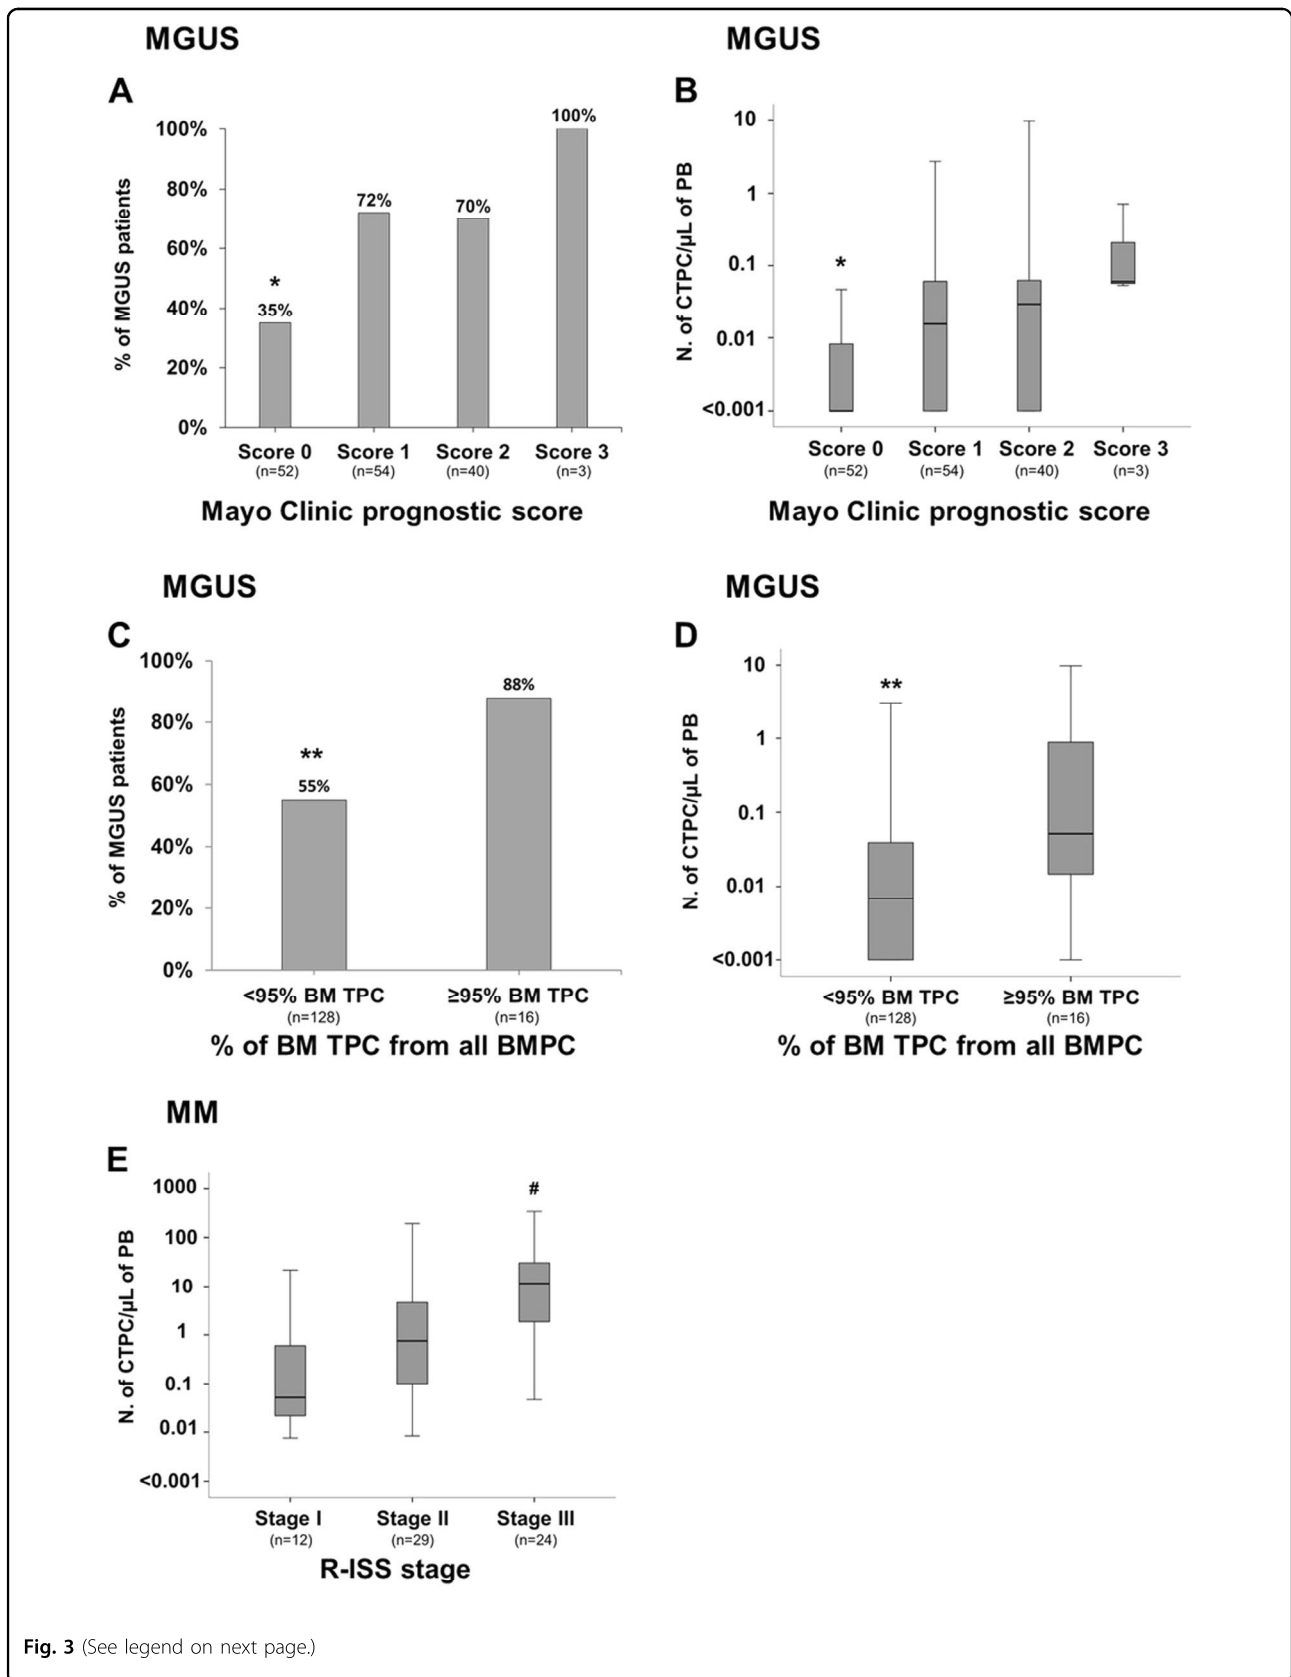 MGUS
A
% of MGUS patients
100%
80%
60%
40%
20%
0%
*
35%
72%
70%
100%
Score 0 Score 1 Score 2 Score 3
(n=52) (n=54) (n=40) (n=3)
Mayo Clinic prognostic score
MGUS
B
N. of CTPC/µL of PB
10
1
0.1
0.01
<0.001
*
Score 0 Score 1 Score 2 Score 3
(n=52) (n=54) (n=40) (n=3)
Mayo Clinic prognostic score
MGUS
C
% of MGUS patients
100%
80%
60%
40%
20%
0%
**
55%
88%
<95% BM TPC ≥95% BM TPC
(n=128) (n=16)
% of BM TPC from all BMPC
MGUS
D
N. of CTPC/µL of PB
10
1
0.1
0.01
<0.001
**
<95% BM TPC ≥95% BM TPC
(n=128) (n=16)
% of BM TPC from all BMPC
MM
E
N. of CTPC/µL of PB
1000
100
10
1
0.1
0.01
<0.001
#
Stage I Stage II Stage III
(n=12) (n=29) (n=24)
R-ISS stage
Fig. 3 (See legend on next page.)